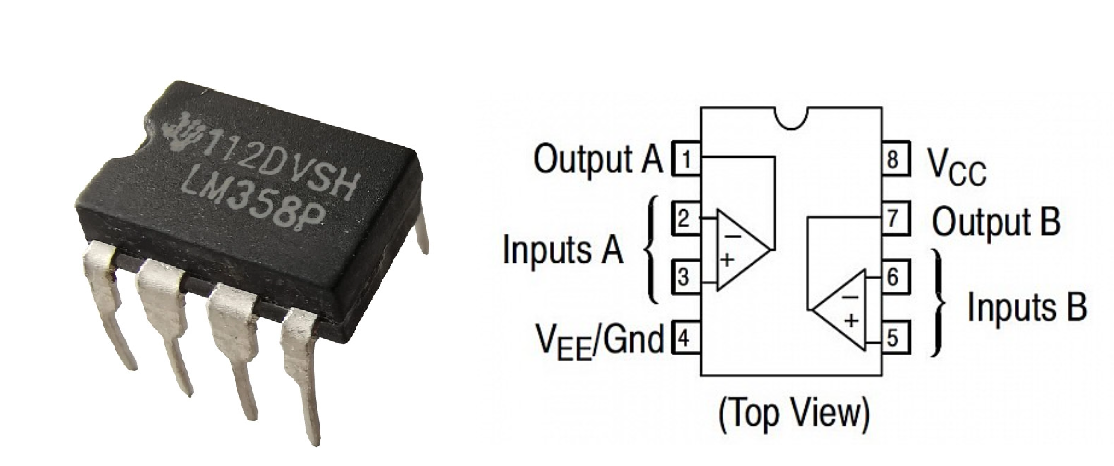 112DVSH
LM358P
Output A 1
8 VCC
2
7 Output B
Inputs A
−
+
3
6
Inputs B
−
+
VEE/Gnd 4
5
(Top View)